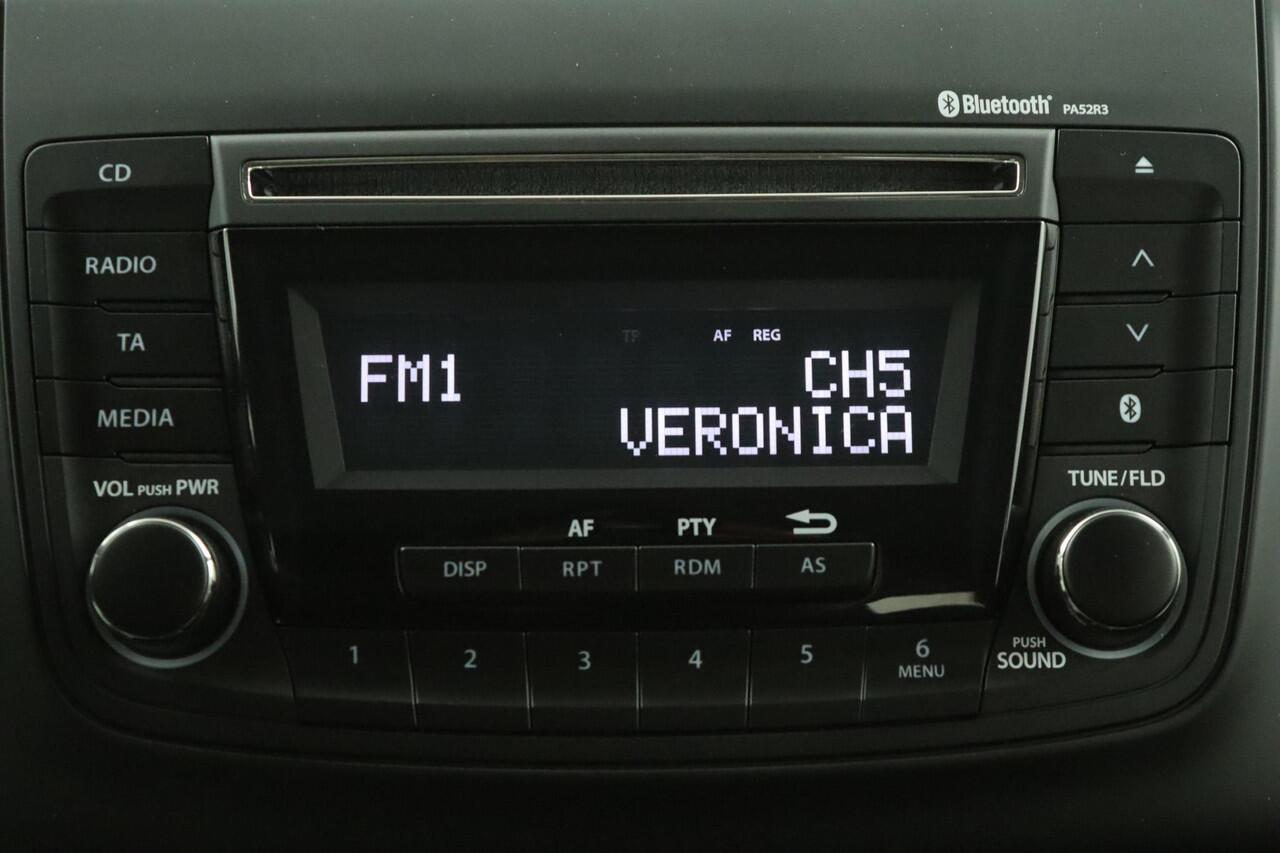 Bluetooth® PA52R3
CD
RADIO
TA
MEDIA
TP AF REG
FM1 CH5
VERONICA
VOL PUSH PWR
TUNE/FLD
AF PTY
DISP RPT RDM AS
1 2 3 4 5 6
MENU
PUSH
SOUND